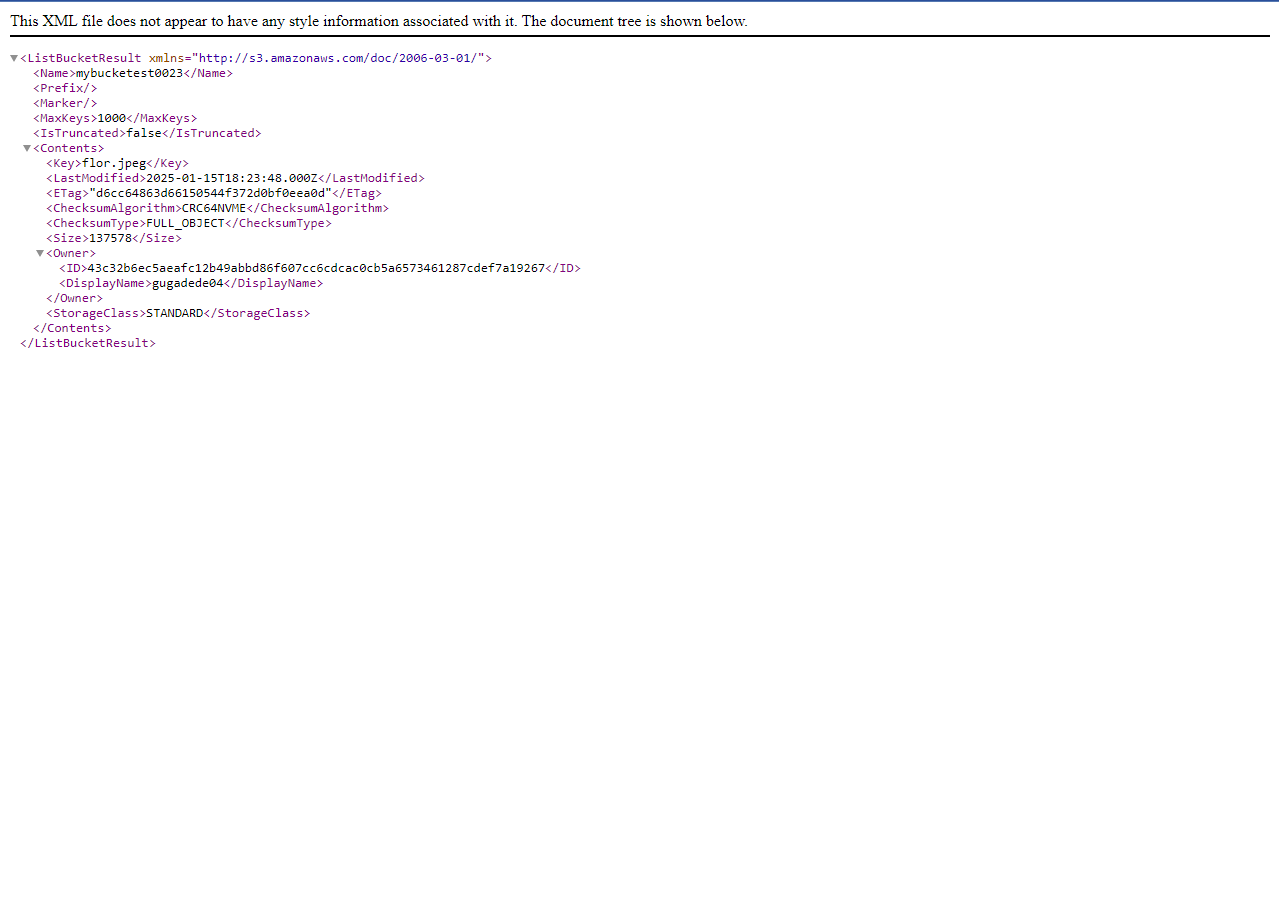 This XML file does not appear to have any style information associated with it. The document tree is shown below.
<ListBucketResult xmlns="http://s3.amazonaws.com/doc/2006-03-01/">
<Name>mybucketest0023</Name>
<Prefix/>
<Marker/>
<MaxKeys>1000</MaxKeys>
<IsTruncated>false</IsTruncated>
<Contents>
<Key>flor.jpeg</Key>
<LastModified>2025-01-15T18:23:48.000Z</LastModified>
<ETag>"d6cc64863d66150544f372d0bf0eea0d"</ETag>
<ChecksumAlgorithm>CRC64NVME</ChecksumAlgorithm>
<ChecksumType>FULL_OBJECT</ChecksumType>
<Size>137578</Size>
<Owner>
<ID>43c32b6ec5aeafc12b49abbd86f607cc6cdcac0cb5a6573461287cdef7a19267</ID>
<DisplayName>gugadede04</DisplayName>
</Owner>
<StorageClass>STANDARD</StorageClass>
</Contents>
</ListBucketResult>